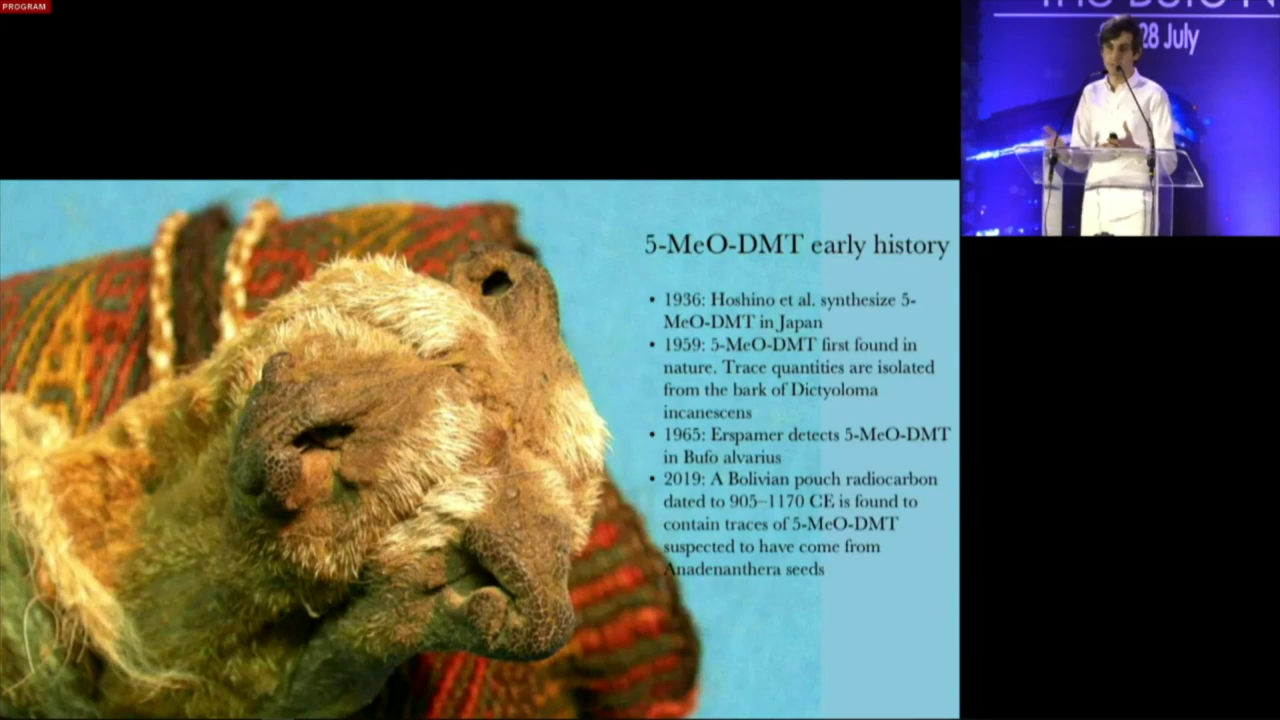 PROGRAM
28 July
5-MeO-DMT early history
• 1936: Hoshino et al. synthesize 5-
MeO-DMT in Japan
• 1959: 5-MeO-DMT first found in
nature. Trace quantities are isolated
from the bark of Dictyoloma
incanescens
• 1965: Erspamer detects 5-MeO-DMT
in Bufo alvarius
• 2019: A Bolivian pouch radiocarbon
dated to 905–1170 CE is found to
contain traces of 5-MeO-DMT
suspected to have come from
Anadenanthera seeds